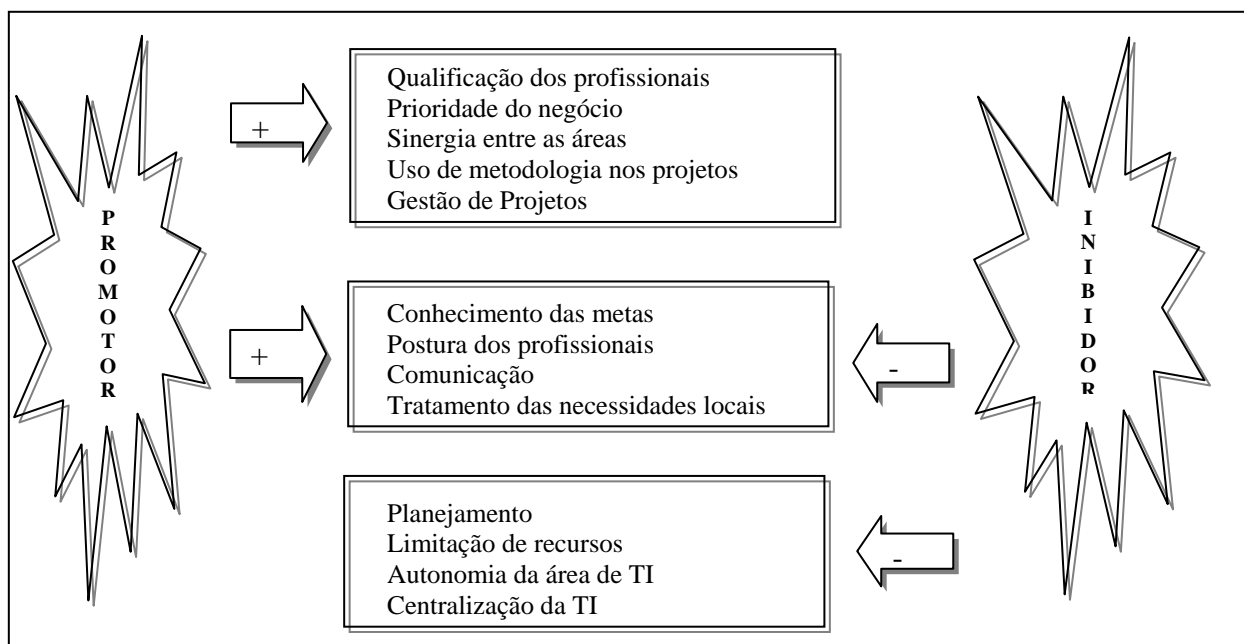 PROMOTOR
+
Qualificação dos profissionais
Prioridade do negócio
Sinergia entre as áreas
Uso de metodologia nos projetos
Gestão de Projetos
+
Conhecimento das metas
Postura dos profissionais
Comunicação
Tratamento das necessidades locais
-
Planejamento
Limitação de recursos
Autonomia da área de TI
Centralização da TI
-
INIBIDOR